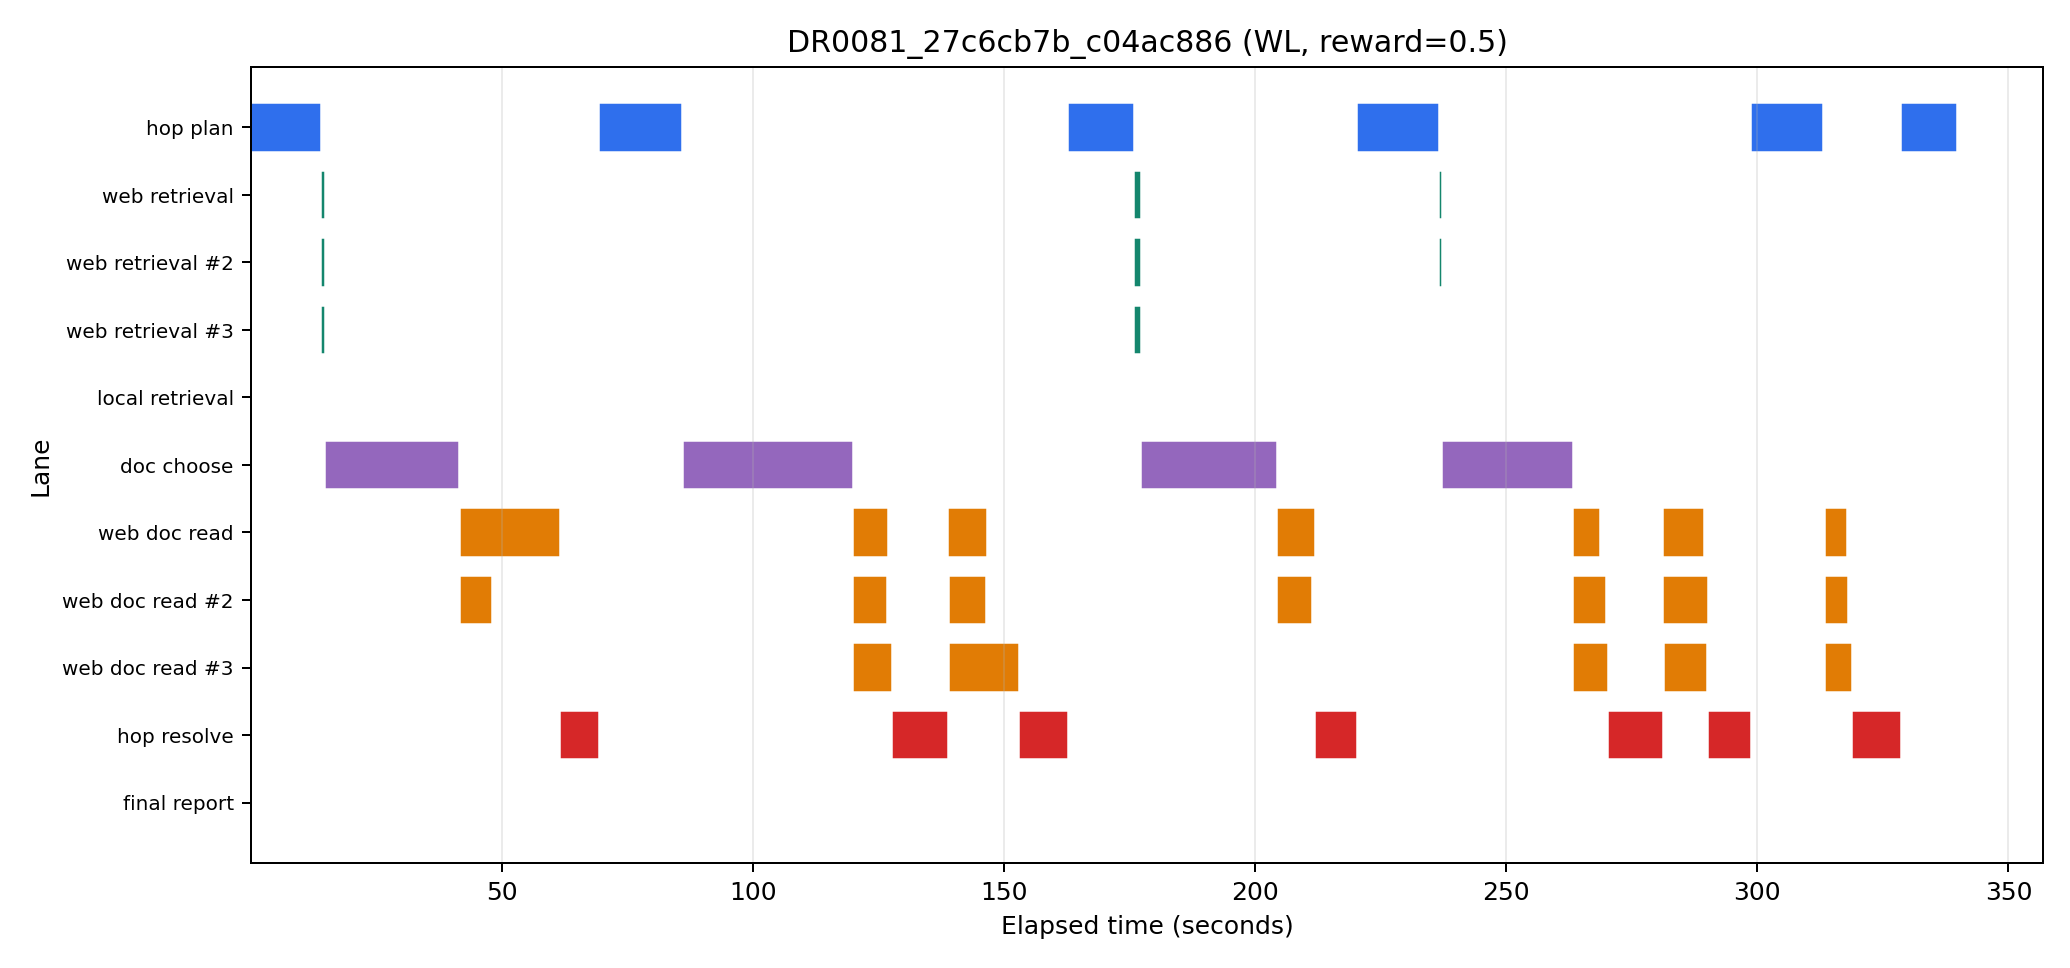 DR0081_27c6cb7b_c04ac886 (WL, reward=0.5)
hop plan
web retrieval
web retrieval #2
web retrieval #3
local retrieval
doc choose
web doc read
web doc read #2
web doc read #3
hop resolve
final report
Lane
50 100 150 200 250 300 350
Elapsed time (seconds)